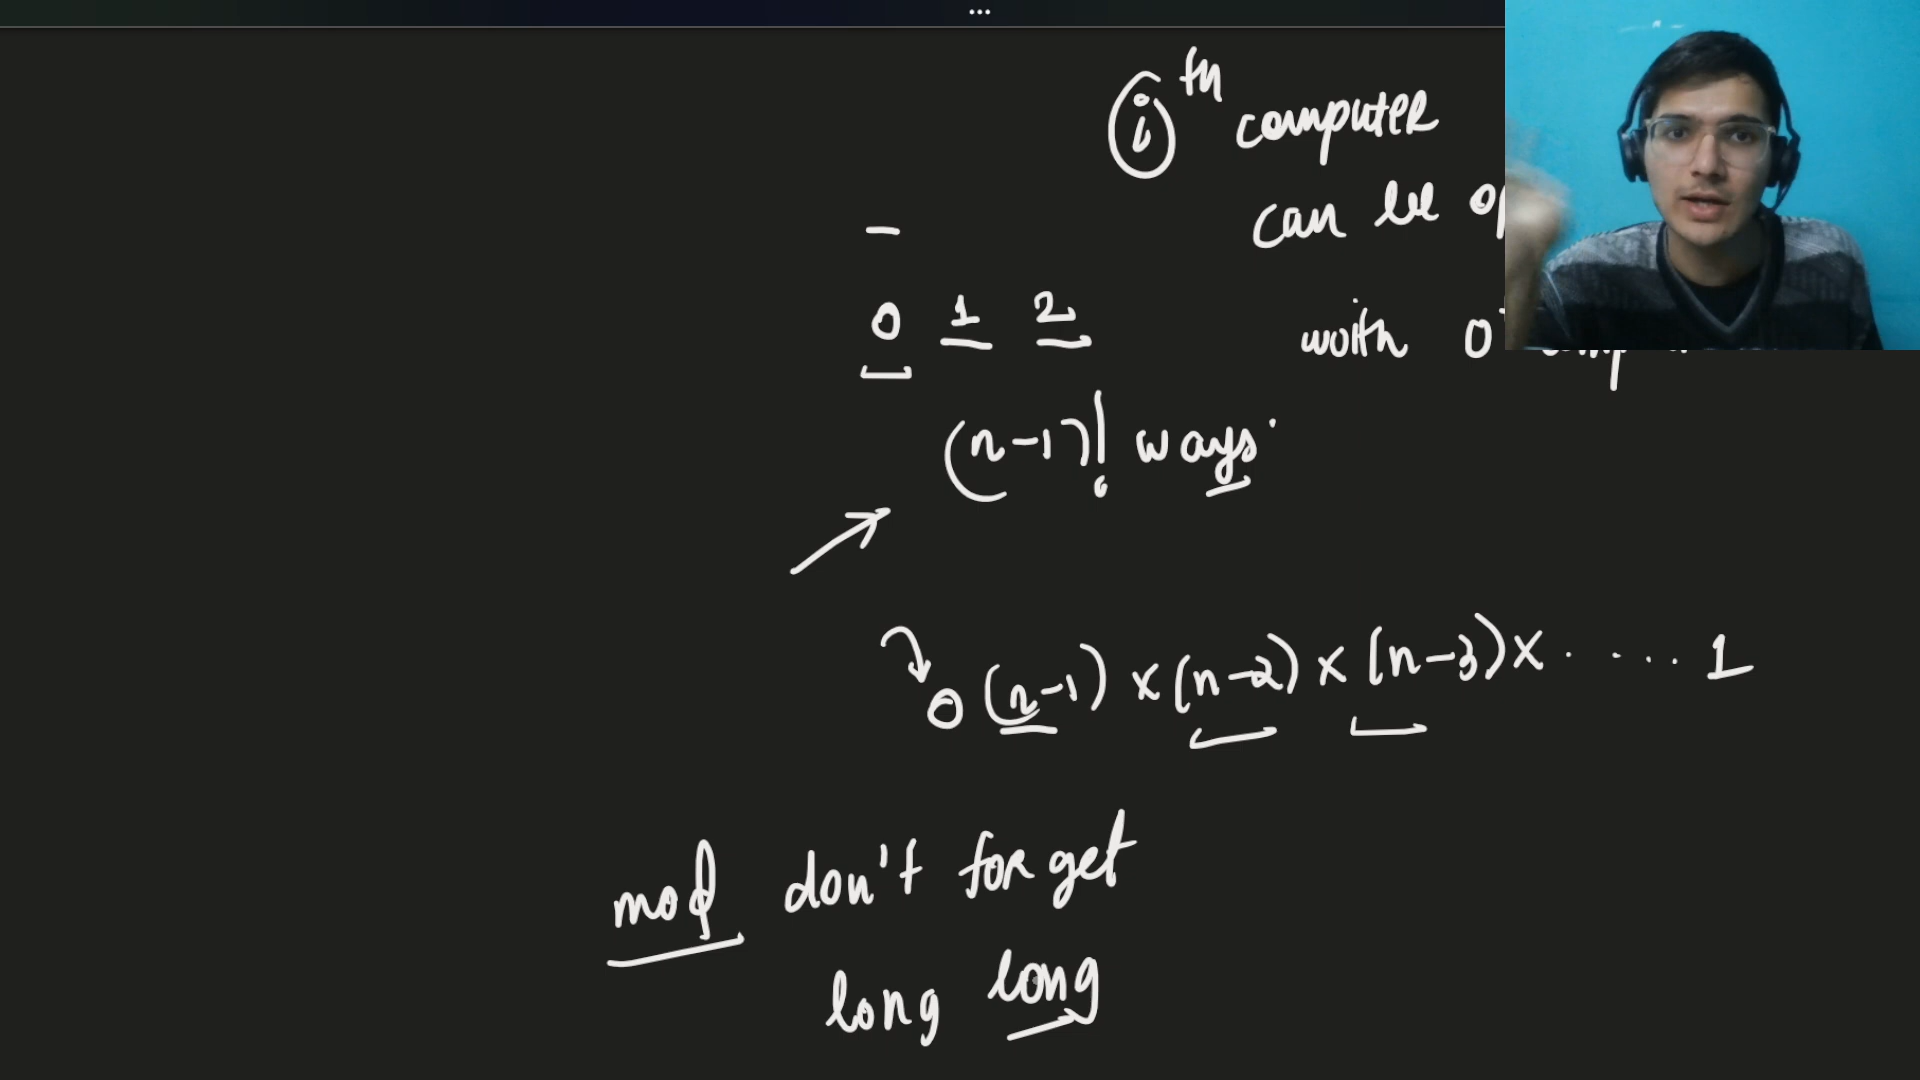 i th computer
can be
with 0
0 1 2
(n-1)! ways
0 (n-1) x (n-2) x (n-3) x ..... 1
mod don't forget
long long